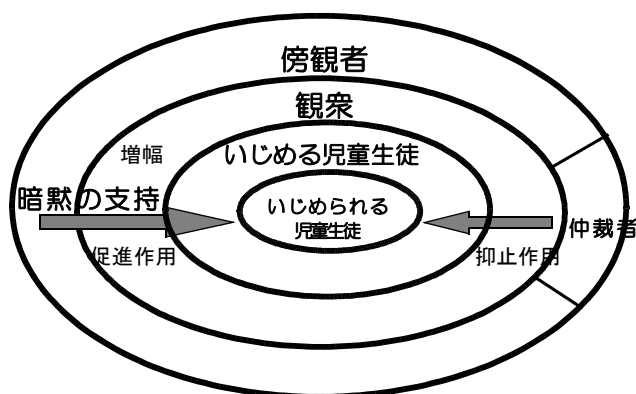 傍観者
観衆
増幅
いじめる児童生徒
暗黙の支持
いじめられる
児童生徒
仲裁者
促進作用
抑止作用